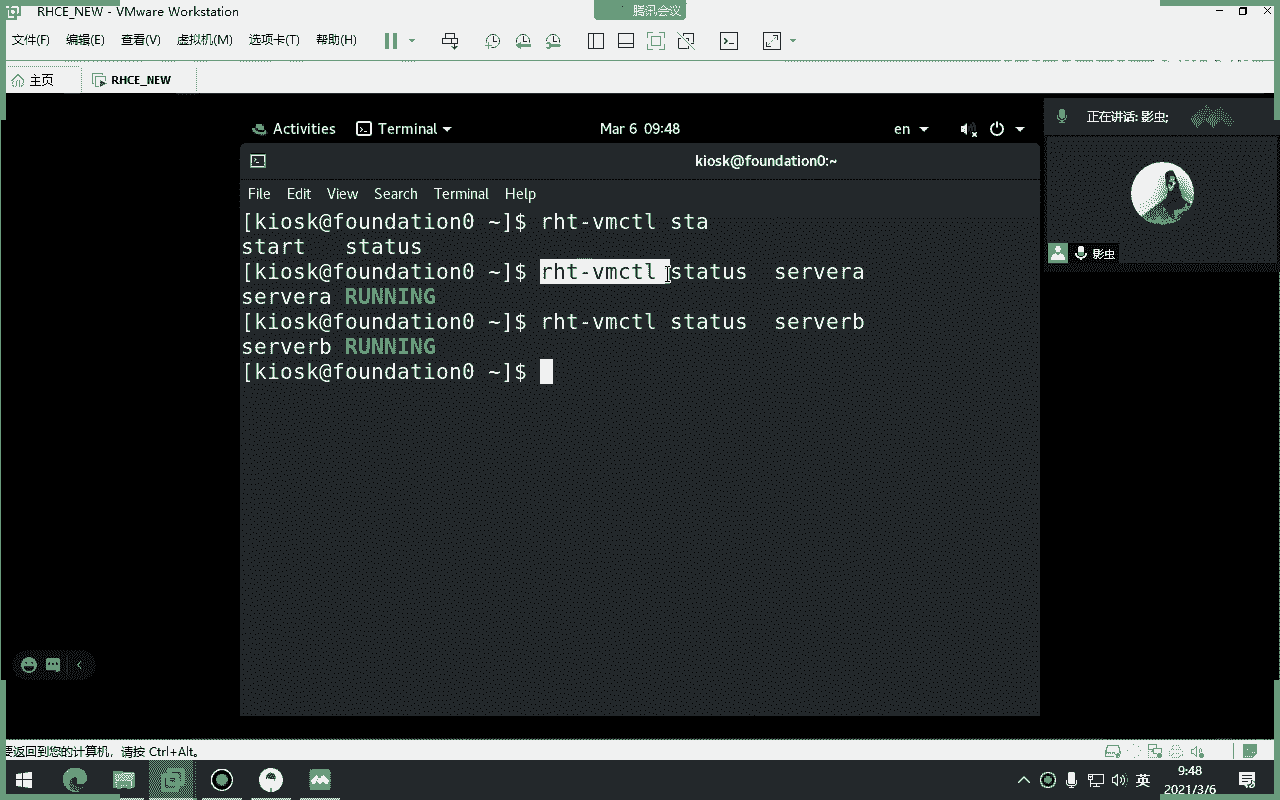 RHCE_NEW - VMware Workstation
腾讯会议
文件(F) 编辑(E) 查看(V) 虚拟机(M) 选项卡(T) 帮助(H)
主页 RHCE_NEW
Activities Terminal Mar 6 09:48 en
正在讲话: 影虫;
kiosk@foundation0:~
File Edit View Search Terminal Help
[kiosk@foundation0 ~]$ rht-vmctl sta
start status
[kiosk@foundation0 ~]$ rht-vmctl status servera
servera RUNNING
[kiosk@foundation0 ~]$ rht-vmctl status serverb
serverb RUNNING
[kiosk@foundation0 ~]$
影虫
要返回到您的计算机，请按 Ctrl+Alt。
英
9:48
2021/3/6